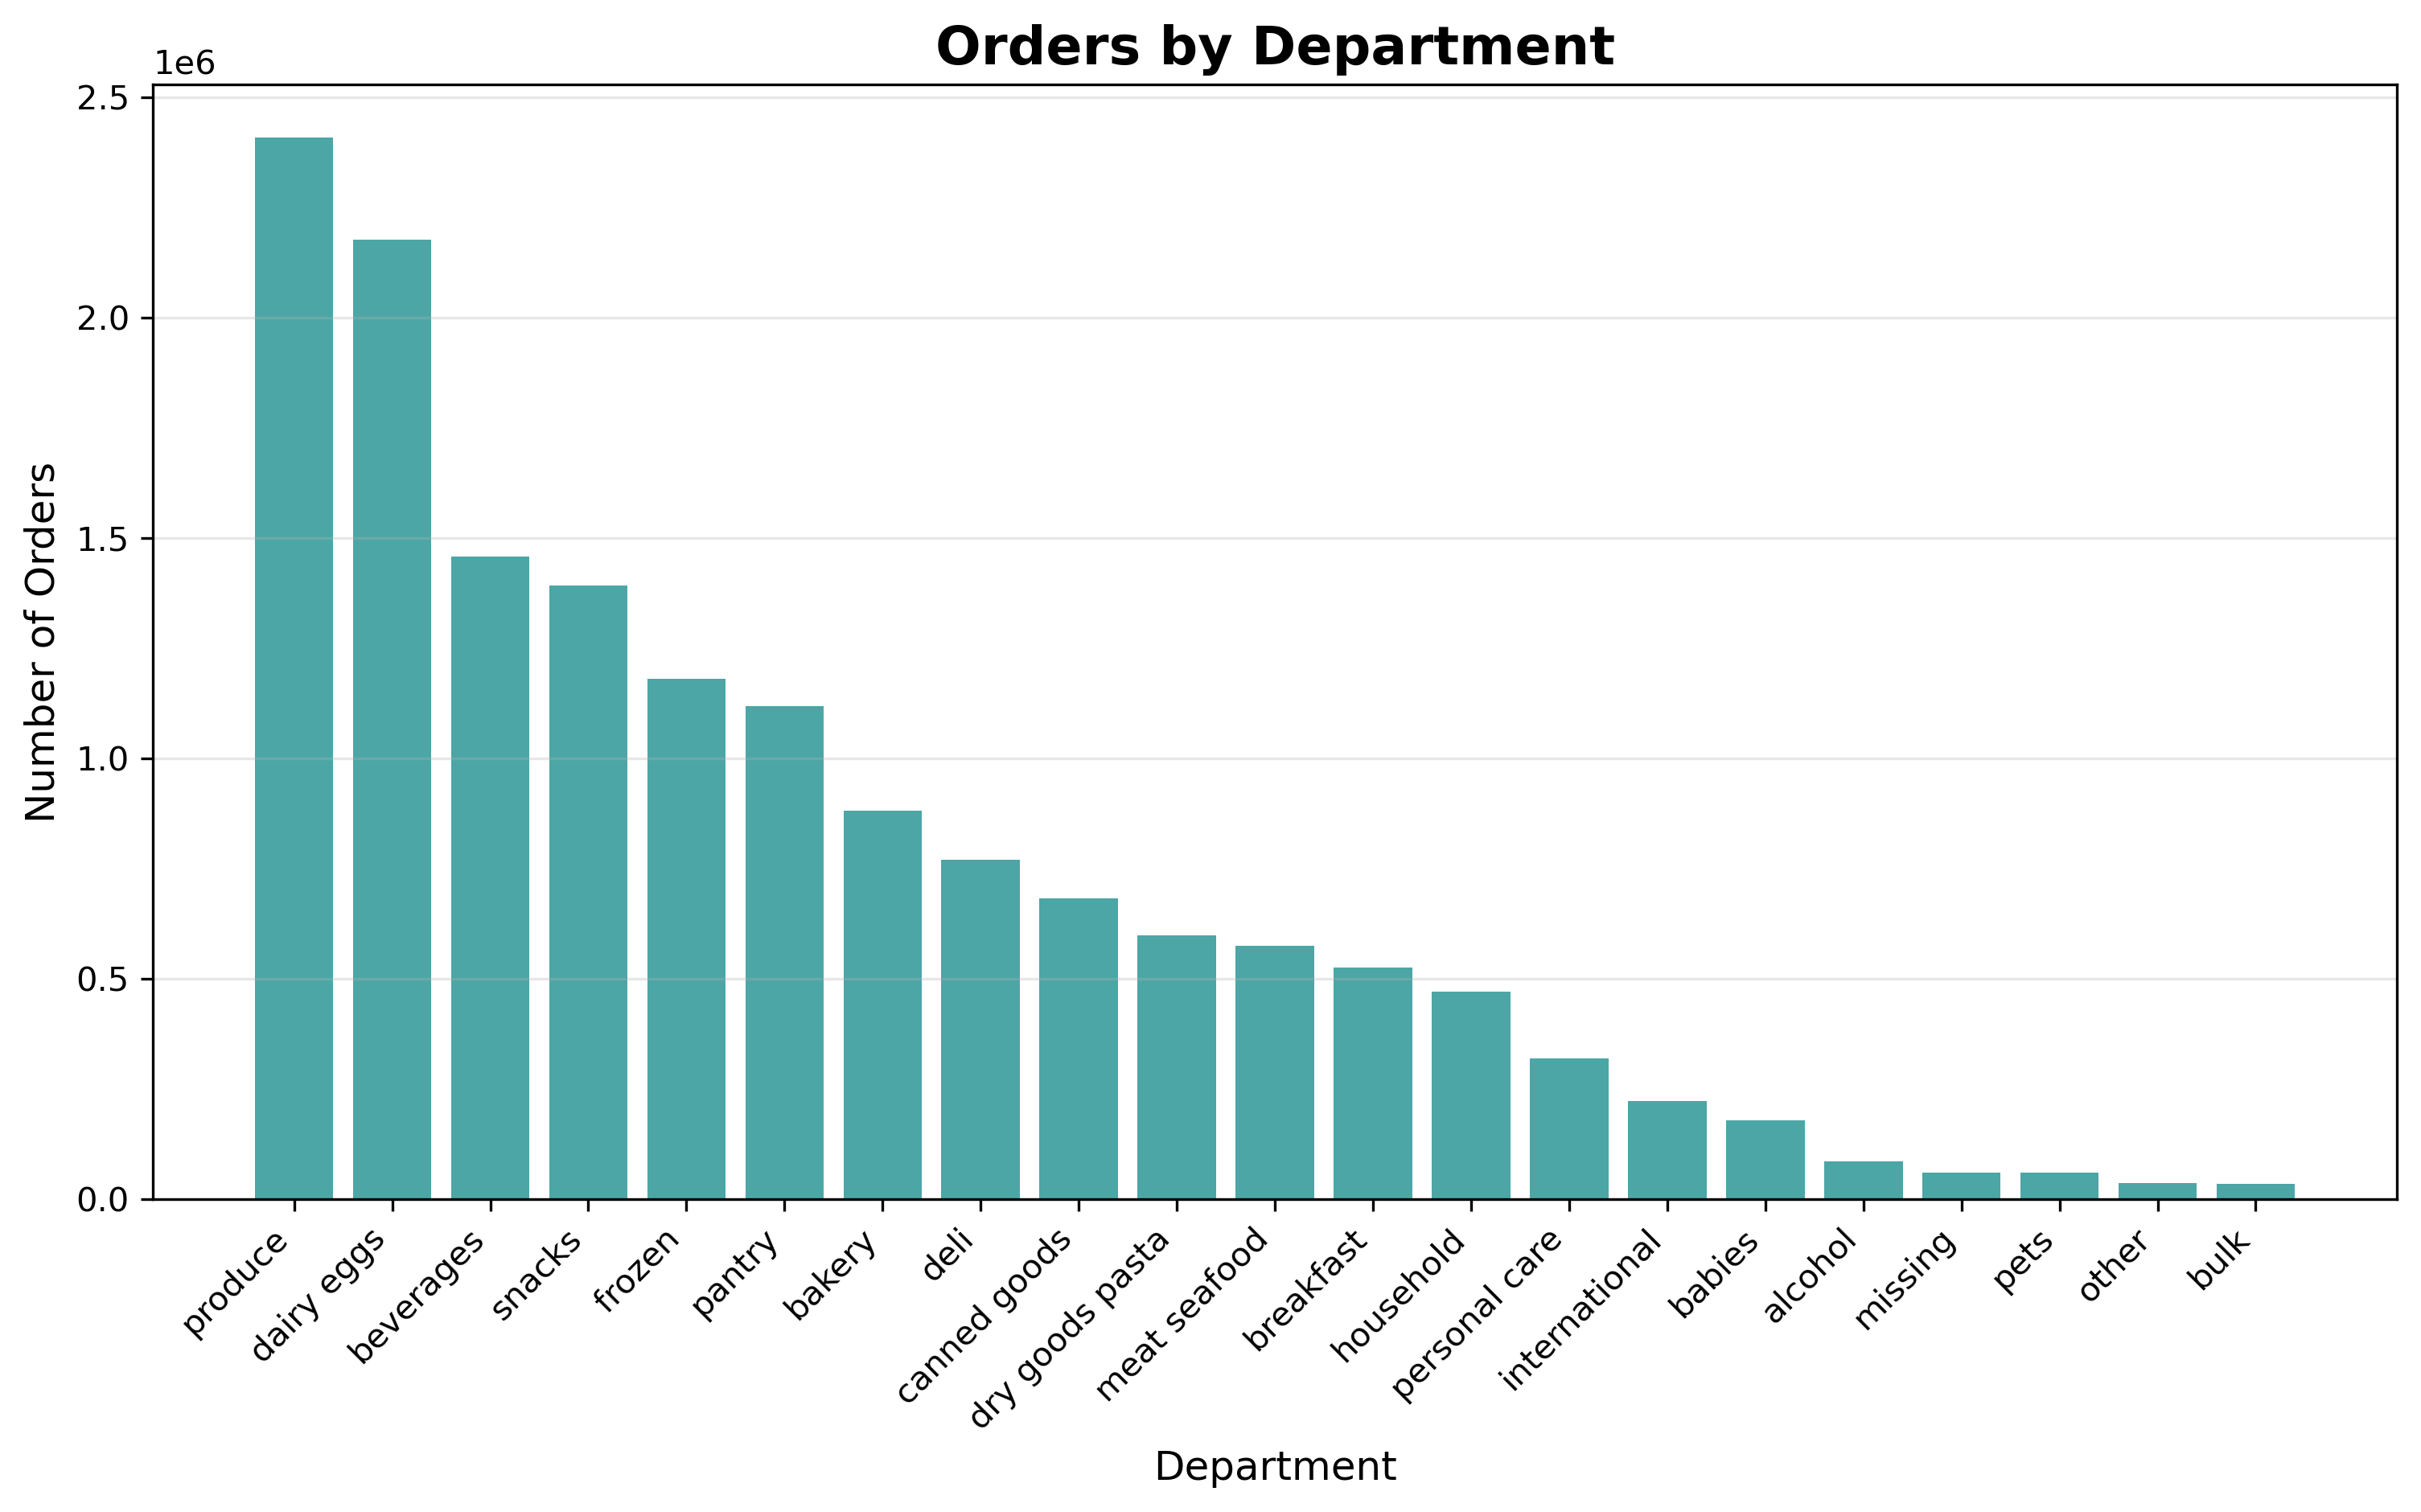 Orders by Department
1e6
2.5
2.0
1.5
1.0
0.5
0.0
Number of Orders
produce
dairy eggs
beverages
snacks
frozen
pantry
bakery
deli
canned goods
dry goods pasta
meat seafood
breakfast
household
personal care
international
babies
alcohol
missing
pets
other
bulk
Department